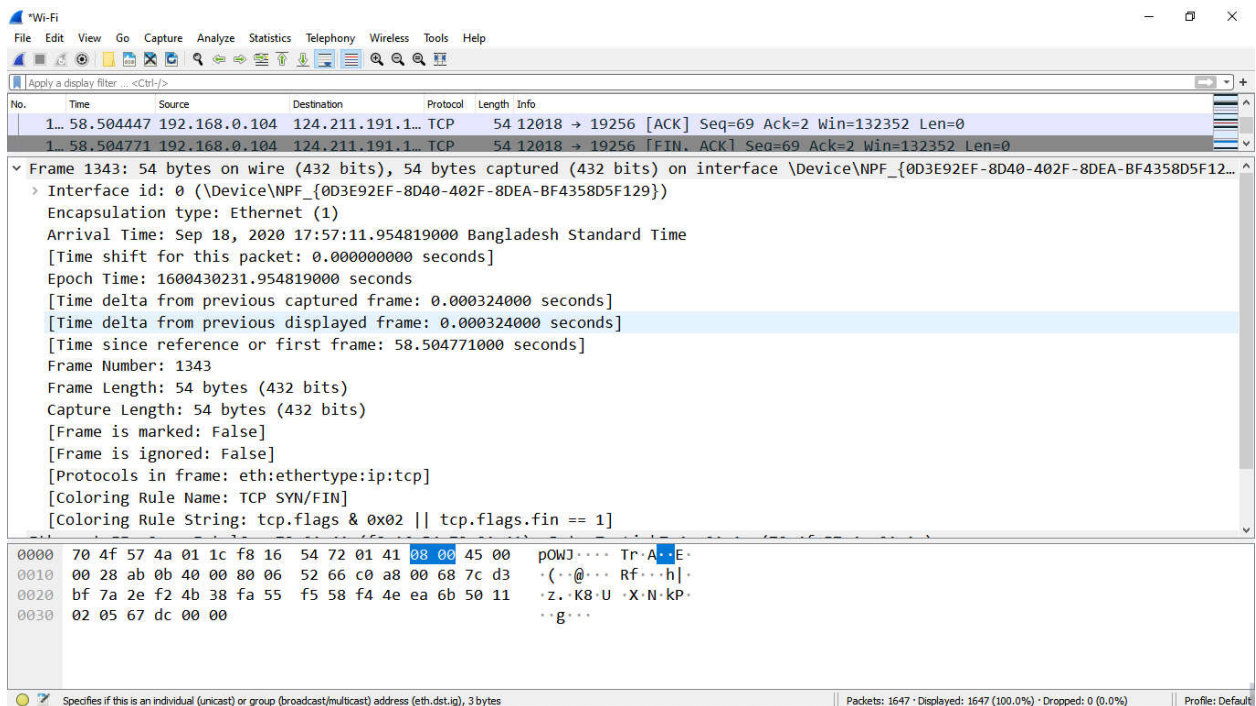 *Wi-Fi
File Edit View Go Capture Analyze Statistics Telephony Wireless Tools Help
Apply a display filter ... <Ctrl-/>
No. Time Source Destination Protocol Length Info
1… 58.504447 192.168.0.104 124.211.191.1… TCP 54 12018 → 19256 [ACK] Seq=69 Ack=2 Win=132352 Len=0
1… 58.504771 192.168.0.104 124.211.191.1… TCP 54 12018 → 19256 [FIN, ACK] Seq=69 Ack=2 Win=132352 Len=0
Frame 1343: 54 bytes on wire (432 bits), 54 bytes captured (432 bits) on interface \Device\NPF_{0D3E92EF-8D40-402F-8DEA-BF4358D5F12…
Interface id: 0 (\Device\NPF_{0D3E92EF-8D40-402F-8DEA-BF4358D5F129})
Encapsulation type: Ethernet (1)
Arrival Time: Sep 18, 2020 17:57:11.954819000 Bangladesh Standard Time
[Time shift for this packet: 0.000000000 seconds]
Epoch Time: 1600430231.954819000 seconds
[Time delta from previous captured frame: 0.000324000 seconds]
[Time delta from previous displayed frame: 0.000324000 seconds]
[Time since reference or first frame: 58.504771000 seconds]
Frame Number: 1343
Frame Length: 54 bytes (432 bits)
Capture Length: 54 bytes (432 bits)
[Frame is marked: False]
[Frame is ignored: False]
[Protocols in frame: eth:ethertype:ip:tcp]
[Coloring Rule Name: TCP SYN/FIN]
[Coloring Rule String: tcp.flags & 0x02 || tcp.flags.fin == 1]
0000 70 4f 57 4a 01 1c f8 16 54 72 01 41 08 00 45 00 pOWJ···· Tr·A··E·
0010 00 28 ab 0b 40 00 80 06 52 66 c0 a8 00 68 7c d3 ·(··@··· Rf···h|·
0020 bf 7a 2e f2 4b 38 fa 55 f5 58 f4 4e ea 6b 50 11 ·z.·K8·U ·X·N·kP·
0030 02 05 67 dc 00 00 ··g···
Specifies if this is an individual (unicast) or group (broadcast/multicast) address (eth.dst.ig), 3 bytes
Packets: 1647 · Displayed: 1647 (100.0%) · Dropped: 0 (0.0%)
Profile: Default